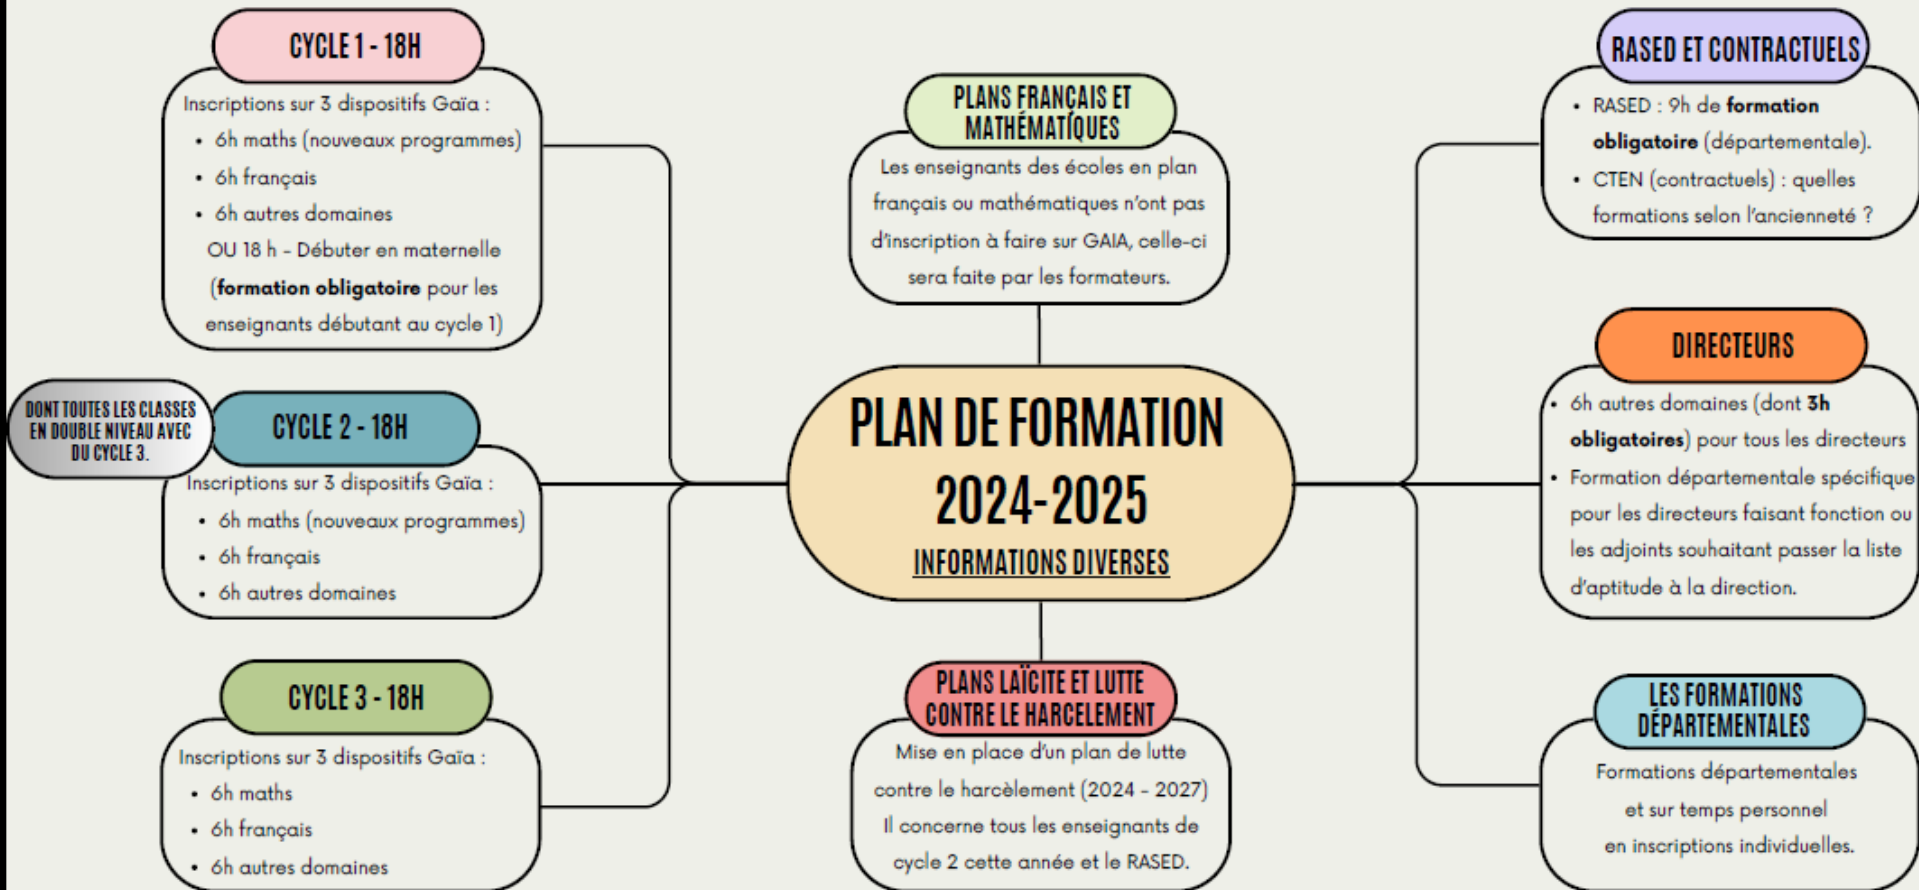 CYCLE 1 - 18H
Inscriptions sur 3 dispositifs Gaïa :
• 6h maths (nouveaux programmes)
• 6h français
• 6h autres domaines
OU 18 h - Débuter en maternelle
(formation obligatoire pour les
enseignants débutant au cycle 1)
DONT TOUTES LES CLASSES
EN DOUBLE NIVEAU AVEC
DU CYCLE 3.
CYCLE 2 - 18H
Inscriptions sur 3 dispositifs Gaïa :
• 6h maths (nouveaux programmes)
• 6h français
• 6h autres domaines
CYCLE 3 - 18H
Inscriptions sur 3 dispositifs Gaïa :
• 6h maths
• 6h français
• 6h autres domaines
PLANS FRANÇAIS ET
MATHÉMATIQUES
Les enseignants des écoles en plan
français ou mathématiques n'ont pas
d'inscription à faire sur GAIA, celle-ci
sera faite par les formateurs.
PLAN DE FORMATION
2024-2025
INFORMATIONS DIVERSES
PLANS LAÏCITE ET LUTTE
CONTRE LE HARCELEMENT
Mise en place d'un plan de lutte
contre le harcèlement (2024 - 2027)
Il concerne tous les enseignants de
cycle 2 cette année et le RASED.
RASED ET CONTRACTUELS
• RASED : 9h de formation
obligatoire (départementale).
• CTEN (contractuels) : quelles
formations selon l'ancienneté ?
DIRECTEURS
• 6h autres domaines (dont 3h
obligatoires) pour tous les directeurs
• Formation départementale spécifique
pour les directeurs faisant fonction ou
les adjoints souhaitant passer la liste
d'aptitude à la direction.
LES FORMATIONS
DÉPARTEMENTALES
Formations départementales
et sur temps personnel
en inscriptions individuelles.